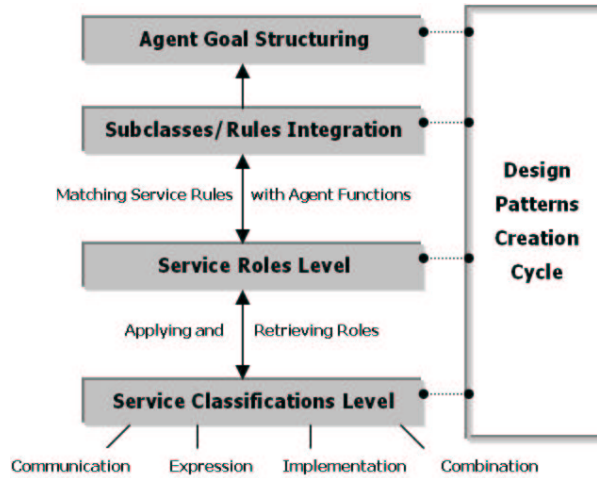 Agent Goal Structuring
Subclasses/Rules Integration
Matching Service Rules with Agent Functions
Service Roles Level
Applying and Retrieving Roles
Service Classifications Level
Communication Expression Implementation Combination
Design
Patterns
Creation
Cycle